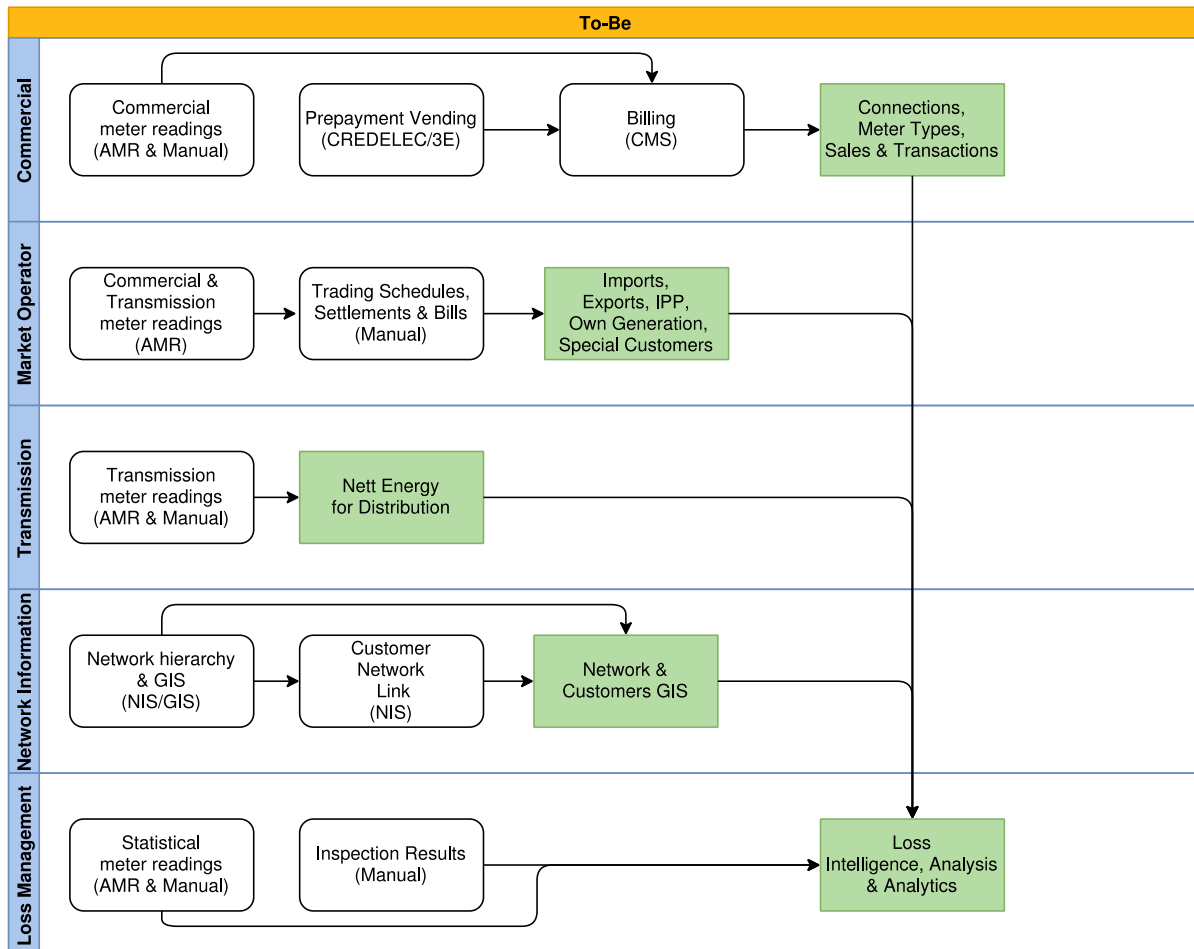 To-Be
Commercial
Commercial
meter readings
(AMR & Manual)
Prepayment Vending
(CREDELEC/3E)
Billing
(CMS)
Connections,
Meter Types,
Sales & Transactions
Market Operator
Commercial &
Transmission
meter readings
(AMR)
Trading Schedules,
Settlements & Bills
(Manual)
Imports,
Exports, IPP,
Own Generation,
Special Customers
Transmission
Transmission
meter readings
(AMR & Manual)
Nett Energy
for Distribution
Network Information
Network hierarchy
& GIS
(NIS/GIS)
Customer
Network
Link
(NIS)
Network &
Customers GIS
Loss Management
Statistical
meter readings
(AMR & Manual)
Inspection Results
(Manual)
Loss
Intelligence, Analysis
& Analytics